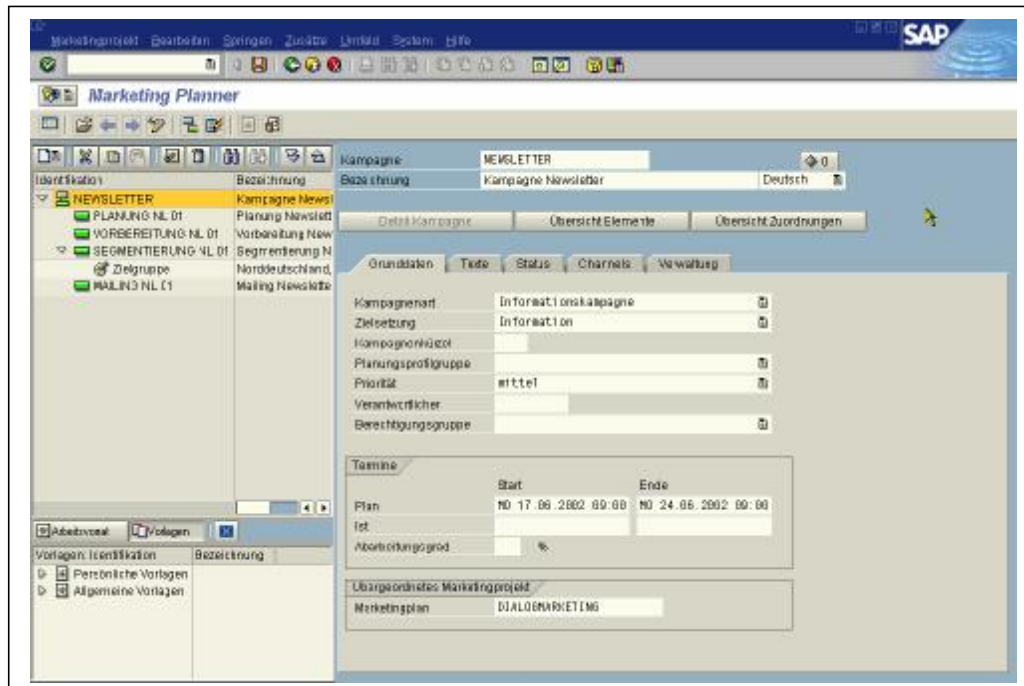 Marketingprojekt Bearbeiten Springen Zusätze Umfeld System Hilfe
SAP
Marketing Planner
Identifikation Bezeichnung
NEWSLETTER Kampagne Newsl
PLANUNG NL 01 Planung Newslett
VORBEREITUNG NL 01 Vorbereitung New
SEGMENTIERUNG NL 01 Segmentierung N
Zielgruppe Norddeutschland,
MAILING NL 01 Mailing Newslette
Kampagne NEWSLETTER 0
Bezeichnung Kampagne Newsletter Deutsch
Detail Kampagne Übersicht Elemente Übersicht Zuordnungen
Grunddaten Texte Status Channels Verwaltung
Kampagnenart Informationskampagne
Zielsetzung Information
Kampagnenkürzel
Planungsprofilgruppe
Priorität mittel
Verantwortlicher
Berechtigungsgruppe
Termine
Start Ende
Plan MO 17.06.2002 09:00 MO 24.06.2002 09:00
Ist
Abarbeitungsgrad %
Übergeordnetes Marketingprojekt
Marketingplan DIALOGMARKETING
Arbeitsvorrat Vorlagen
Vorlagen: Identifikation Bezeichnung
Persönliche Vorlagen
Allgemeine Vorlagen